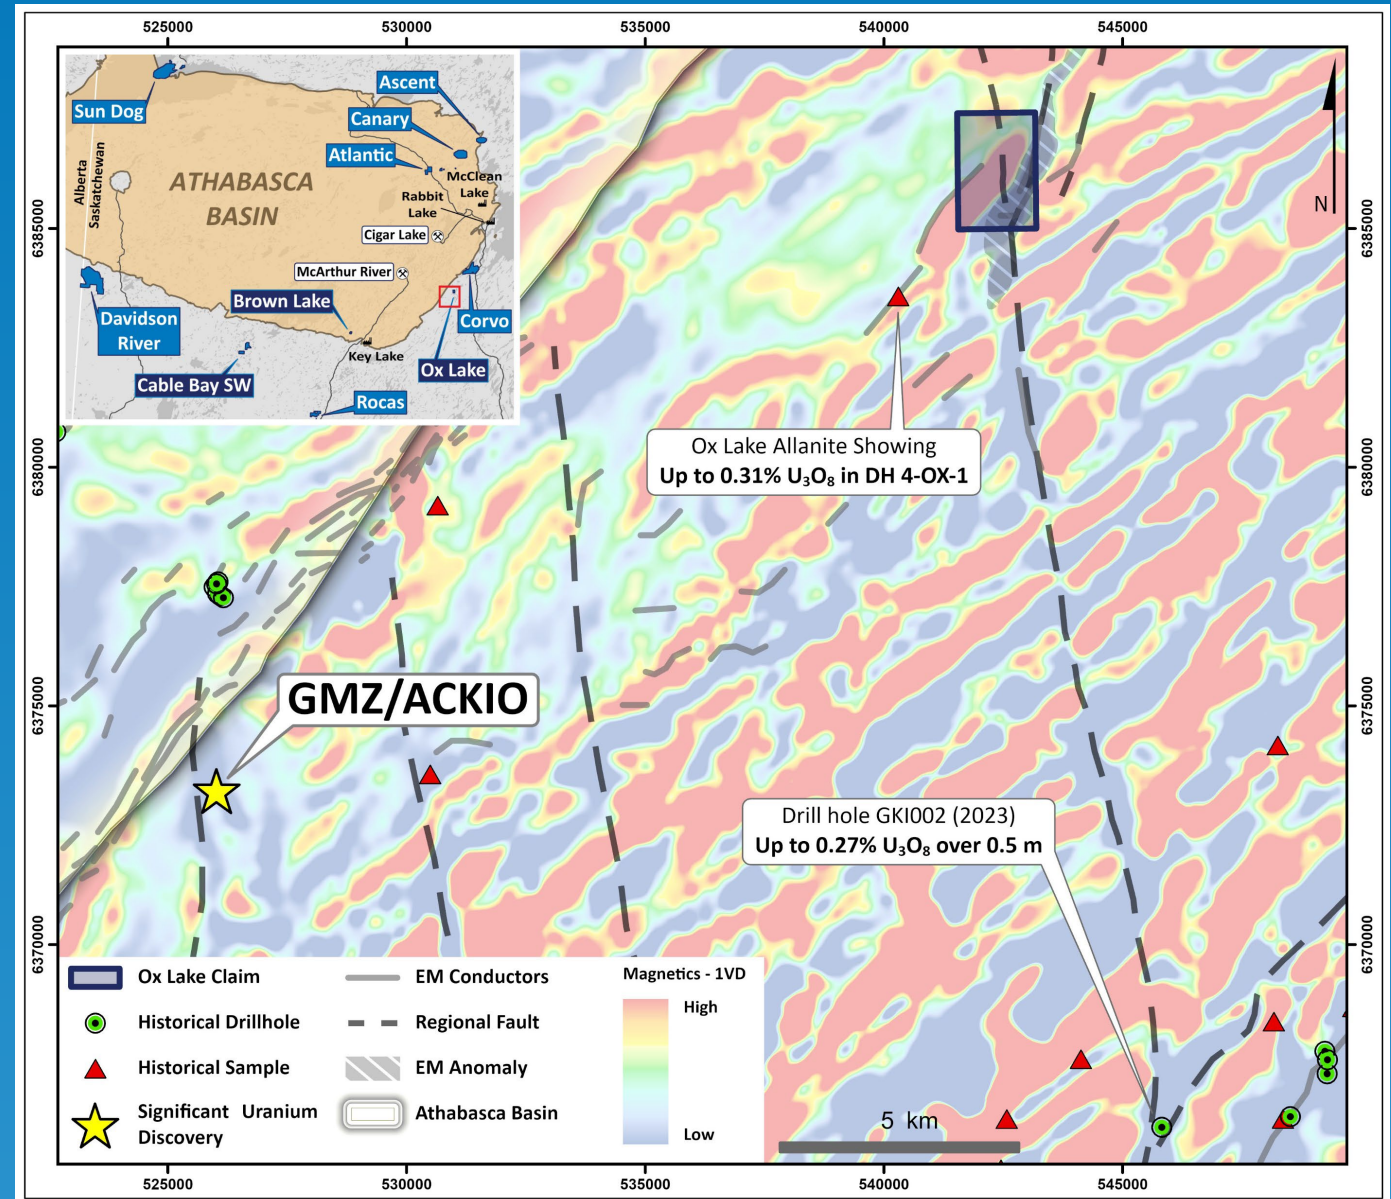 525000
530000
535000
540000
545000
6385000
6380000
6375000
6370000
Sun Dog
Ascent
Canary
Atlantic
Alberta
Saskatchewan
ATHABASCA
BASIN
McClean
Lake
Rabbit
Lake
Cigar Lake
McArthur River
Brown Lake
Davidson
River
Corvo
Key Lake
Ox Lake
Cable Bay SW
Rocas
N
6385000
6380000
6375000
6370000
Ox Lake Allanite Showing
Up to 0.31% U₃O₈ in DH 4-OX-1
GMZ/ACKIO
Drill hole GKI002 (2023)
Up to 0.27% U₃O₈ over 0.5 m
Ox Lake Claim
Historical Drillhole
Historical Sample
Significant Uranium
Discovery
EM Conductors
Regional Fault
EM Anomaly
Athabasca Basin
Magnetics - 1VD
High
Low
5 km
525000
530000
535000
540000
545000